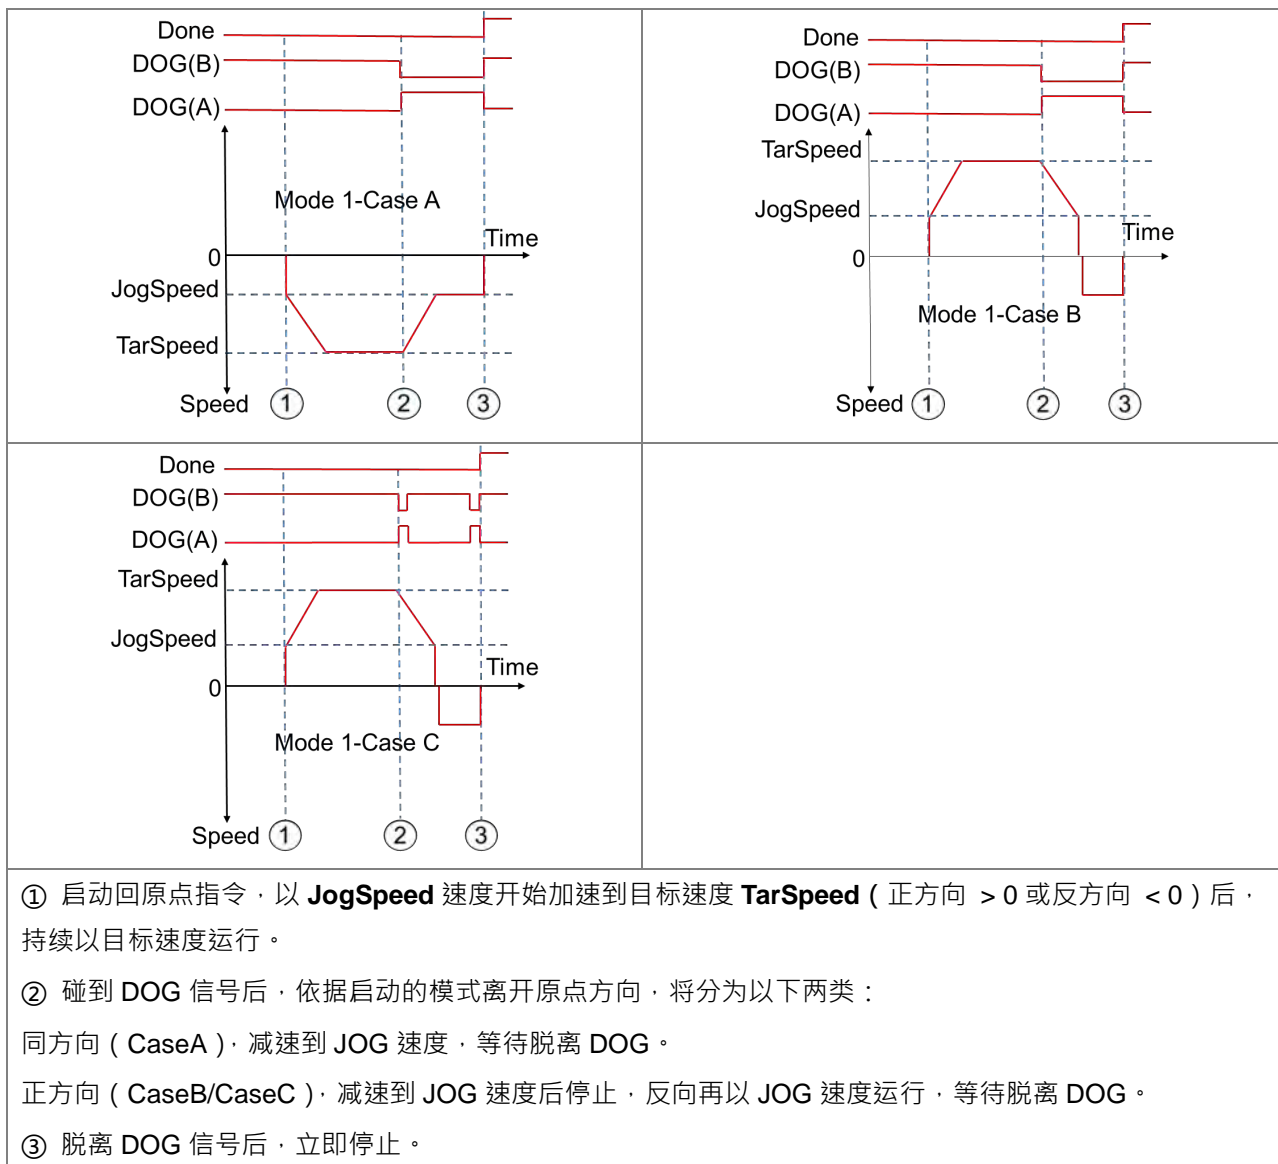 Done
DOG(B)
DOG(A)
Mode 1-Case A
Time
0
JogSpeed
TarSpeed
Speed ① ② ③
Done
DOG(B)
DOG(A)
TarSpeed
JogSpeed
Time
0
Mode 1-Case B
Speed ① ② ③
Done
DOG(B)
DOG(A)
TarSpeed
JogSpeed
Time
0
Mode 1-Case C
Speed ① ② ③
① 启动回原点指令，以 JogSpeed 速度开始加速到目标速度 TarSpeed（正方向 > 0 或反方向 < 0）后，
持续以目标速度运行。
② 碰到 DOG 信号后，依据启动的模式离开原点方向，将分为以下两类：
同方向（CaseA），减速到 JOG 速度，等待脱离 DOG。
正方向（CaseB/CaseC），减速到 JOG 速度后停止，反向再以 JOG 速度运行，等待脱离 DOG。
③ 脱离 DOG 信号后，立即停止。